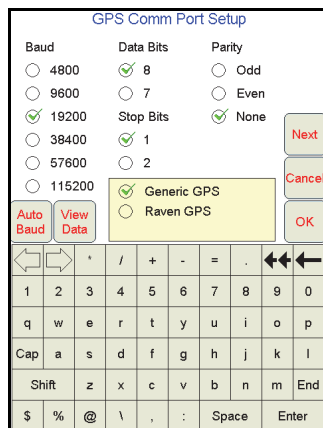 GPS Comm Port Setup
Baud Data Bits Parity
4800 8 Odd
9600 7 Even
19200 Stop Bits None
38400 1 Next
57600 2
115200 Generic GPS Cancel
Auto Baud View Data Raven GPS OK
* / + - = .
1 2 3 4 5 6 7 8 9 0
q w e r t y u i o p
Cap a s d f g h j k l
Shift z x c v b n m End
$ % @ \ , : Space Enter